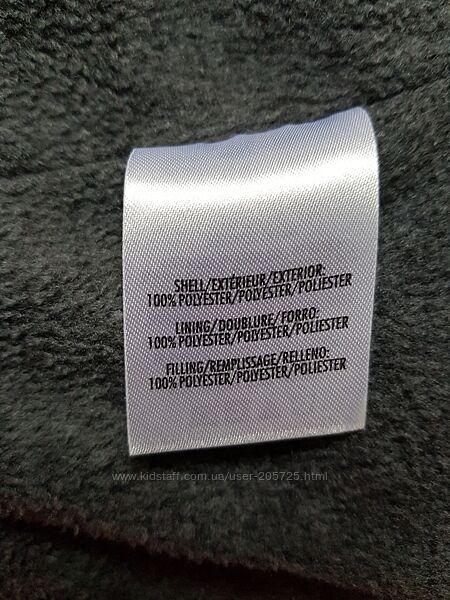 SHELL/EXTÉRIEUR/EXTERIOR:
100% POLYESTER/POLYESTER/POLIESTER
LINING/DOUBLURE/FORRO:
100% POLYESTER/POLYESTER/POLIESTER
FILLING/REMPLISSAGE/RELLENO:
100% POLYESTER/POLYESTER/POLIESTER
www.kidstaff.com.ua/user-205725.html